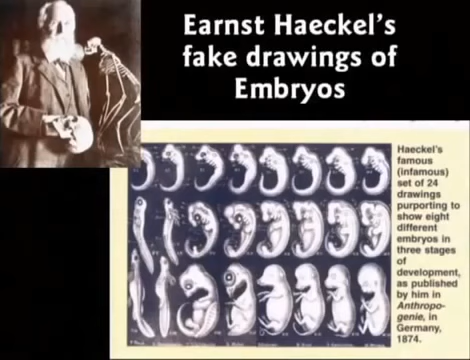 Earnst Haeckel's
fake drawings of
Embryos
Haeckel's
famous
(infamous)
set of 24
drawings
purporting to
show eight
different
embryos in
three stages
of
development,
as published
by him in
Anthropo-
genie, in
Germany,
1874.